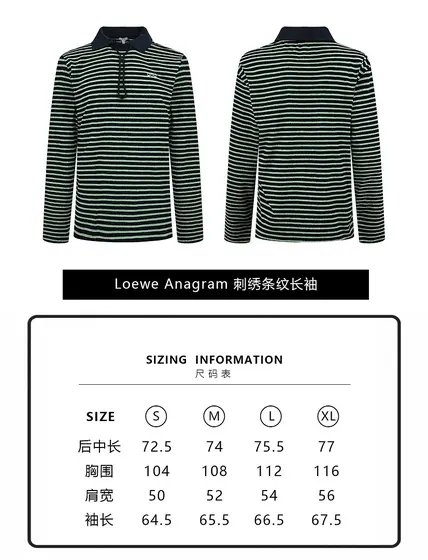 Loewe Anagram 刺绣条纹长袖
SIZING INFORMATION
尺码表
SIZE S M L XL
后中长 72.5 74 75.5 77
胸围 104 108 112 116
肩宽 50 52 54 56
袖长 64.5 65.5 66.5 67.5